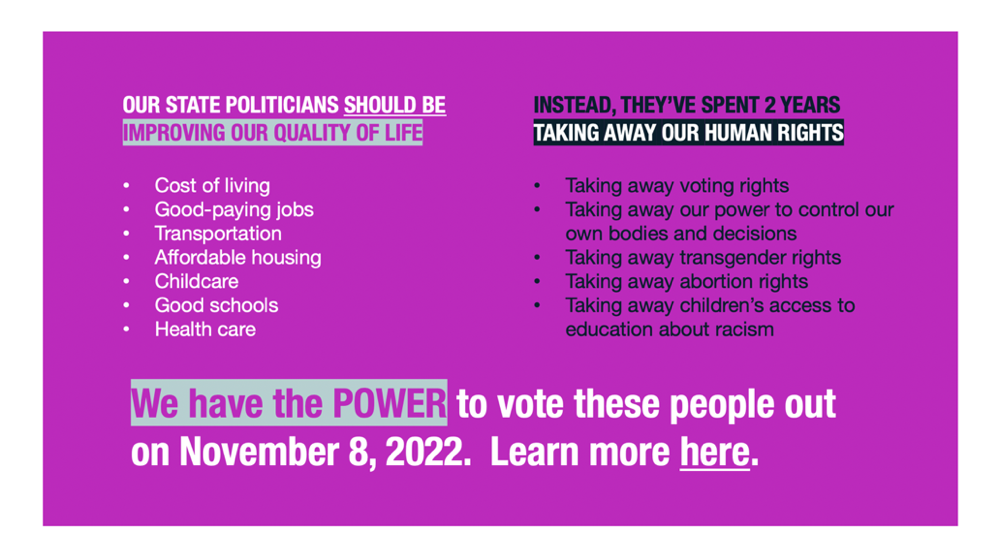 OUR STATE POLITICIANS SHOULD BE
IMPROVING OUR QUALITY OF LIFE
• Cost of living
• Good-paying jobs
• Transportation
• Affordable housing
• Childcare
• Good schools
• Health care
INSTEAD, THEY’VE SPENT 2 YEARS
TAKING AWAY OUR HUMAN RIGHTS
• Taking away voting rights
• Taking away our power to control our
own bodies and decisions
• Taking away transgender rights
• Taking away abortion rights
• Taking away children’s access to
education about racism
We have the POWER to vote these people out
on November 8, 2022. Learn more here.